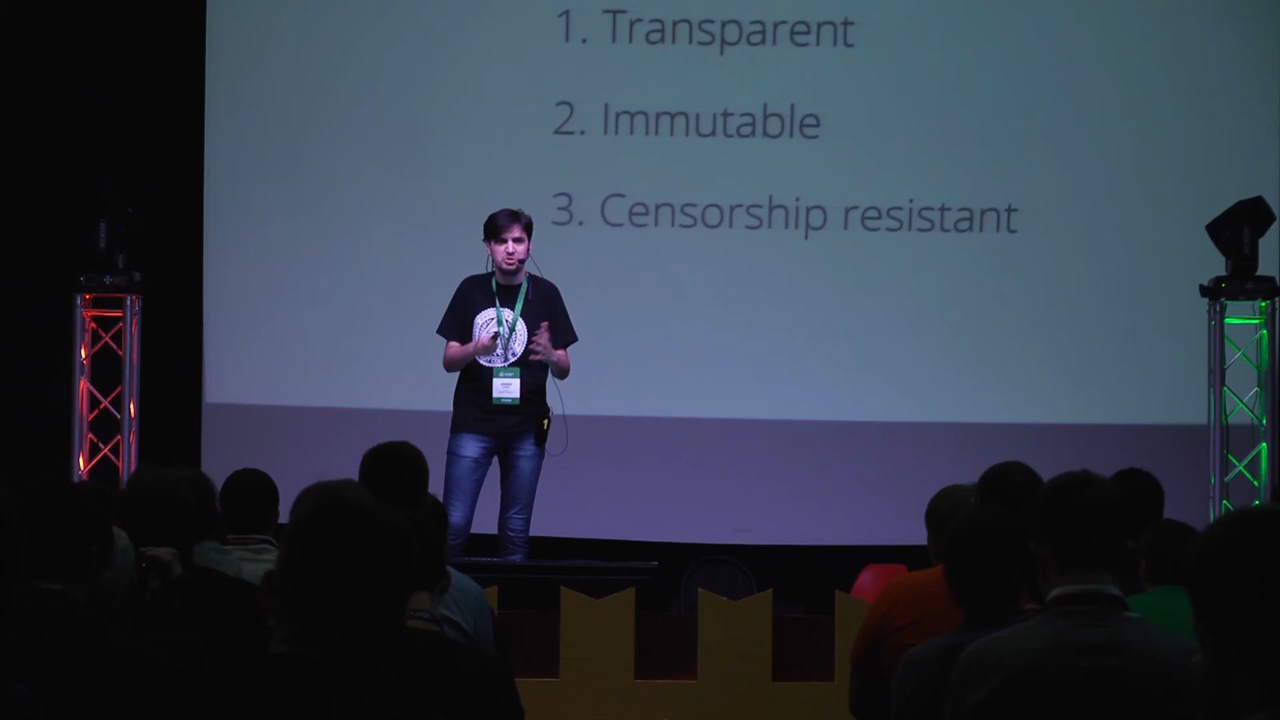 1. Transparent
2. Immutable
3. Censorship resistant